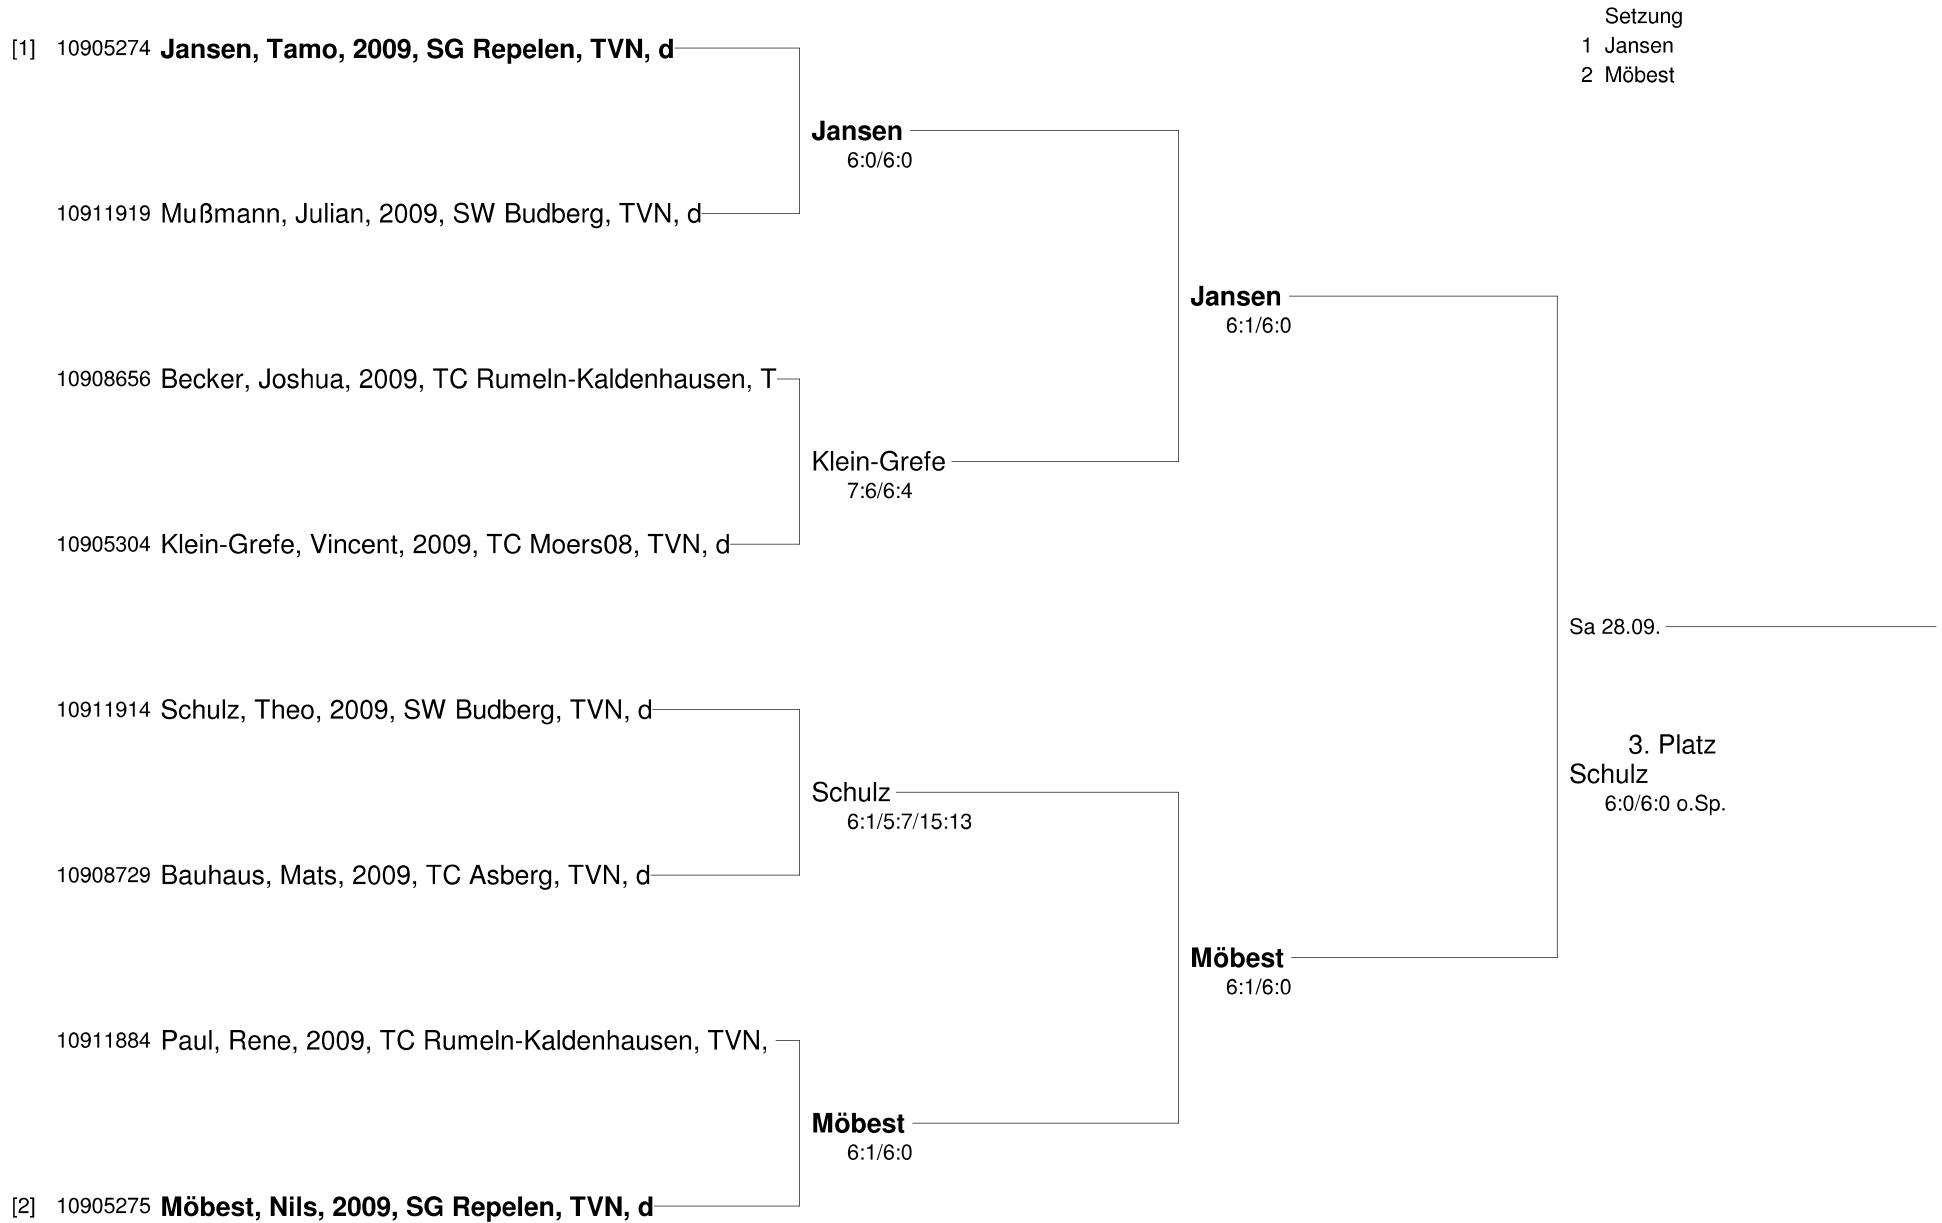 Setzung
1 Jansen
2 Möbest
[1] 10905274 Jansen, Tamo, 2009, SG Repelen, TVN, d
Jansen
6:0/6:0
10911919 Mußmann, Julian, 2009, SW Budberg, TVN, d
Jansen
6:1/6:0
10908656 Becker, Joshua, 2009, TC Rumeln-Kaldenhausen, T
Klein-Grefe
7:6/6:4
10905304 Klein-Grefe, Vincent, 2009, TC Moers08, TVN, d
Sa 28.09.
10911914 Schulz, Theo, 2009, SW Budberg, TVN, d
3. Platz
Schulz
6:0/6:0 o.Sp.
Schulz
6:1/5:7/15:13
10908729 Bauhaus, Mats, 2009, TC Asberg, TVN, d
Möbest
6:1/6:0
10911884 Paul, Rene, 2009, TC Rumeln-Kaldenhausen, TVN,
Möbest
6:1/6:0
[2] 10905275 Möbest, Nils, 2009, SG Repelen, TVN, d